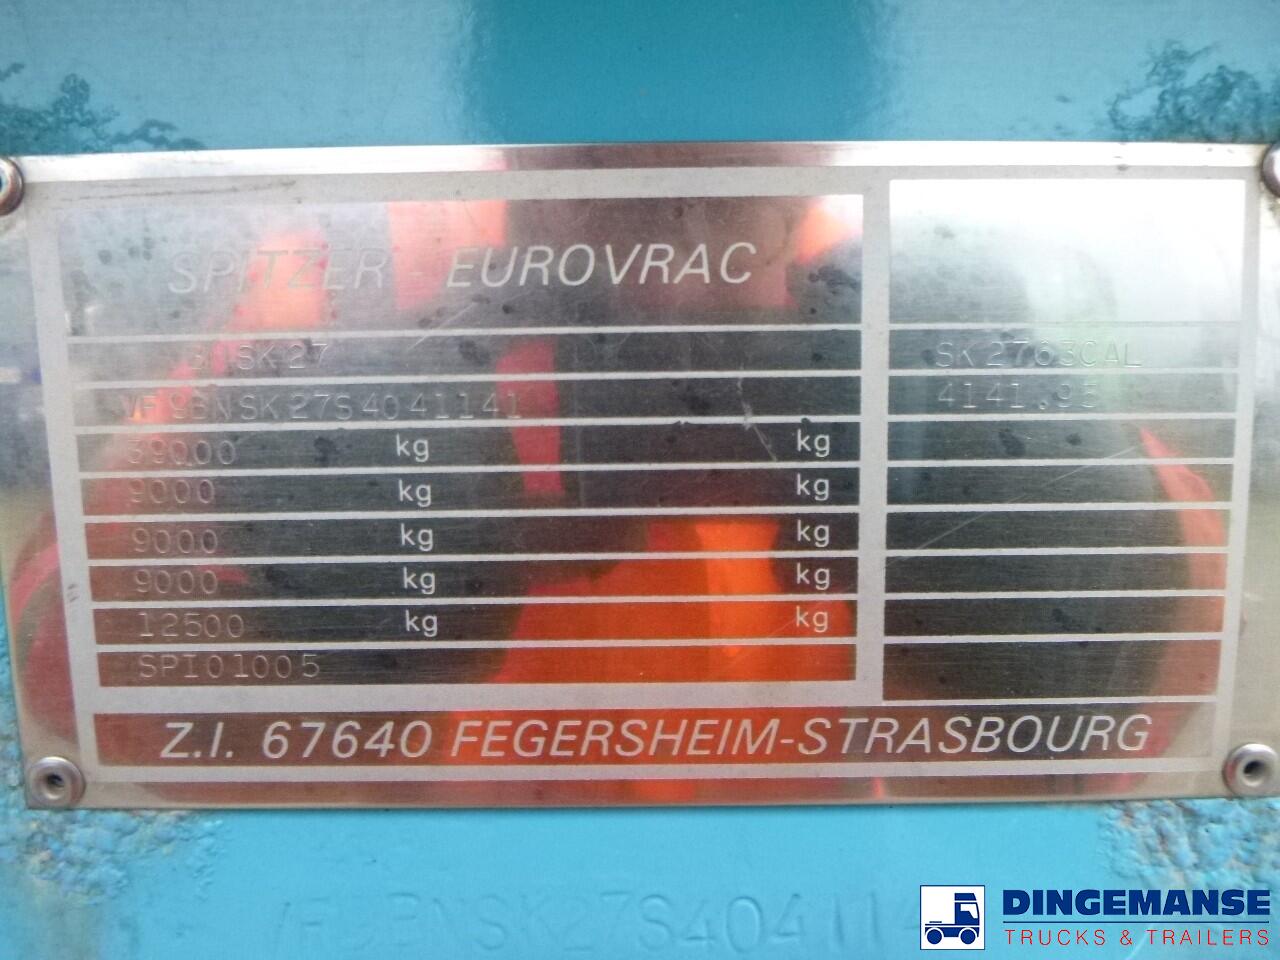 SPITZER - EUROVRAC
SK27 SK2763CAL
VF9BNSK27S4041141 4141.95
39000 kg kg
9000 kg kg
9000 kg kg
9000 kg kg
12500 kg kg
SPI01005
Z.I. 67640 FEGERSHEIM-STRASBOURG
DINGEMANSE
TRUCKS & TRAILERS